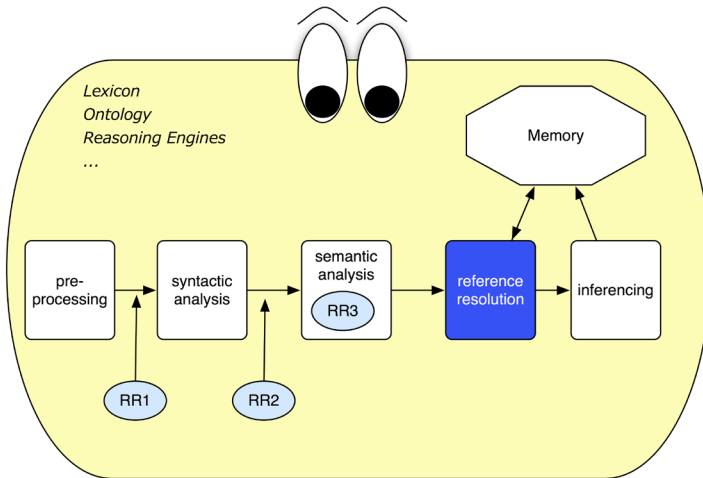 Lexicon
Ontology
Reasoning Engines
...
Memory
pre-
processing
syntactic
analysis
semantic
analysis
RR3
reference
resolution
inferencing
RR1
RR2